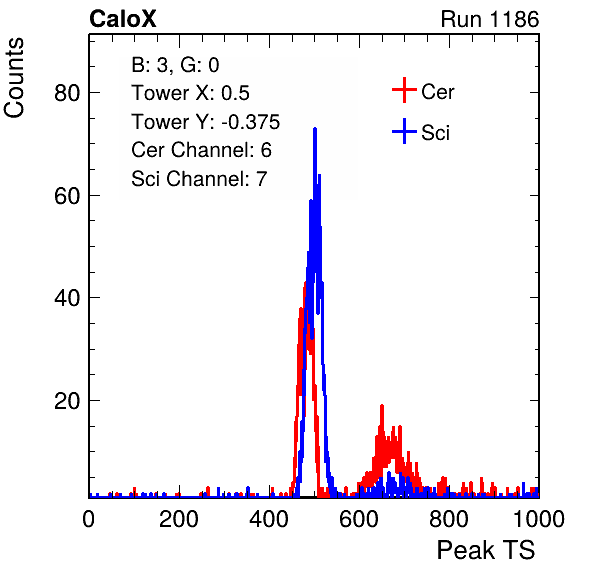 CaloX Run 1186
B: 3, G: 0
Tower X: 0.5
Tower Y: -0.375
Cer Channel: 6
Sci Channel: 7
Cer
Sci
Counts
80
60
40
20
0 200 400 600 800 1000
Peak TS